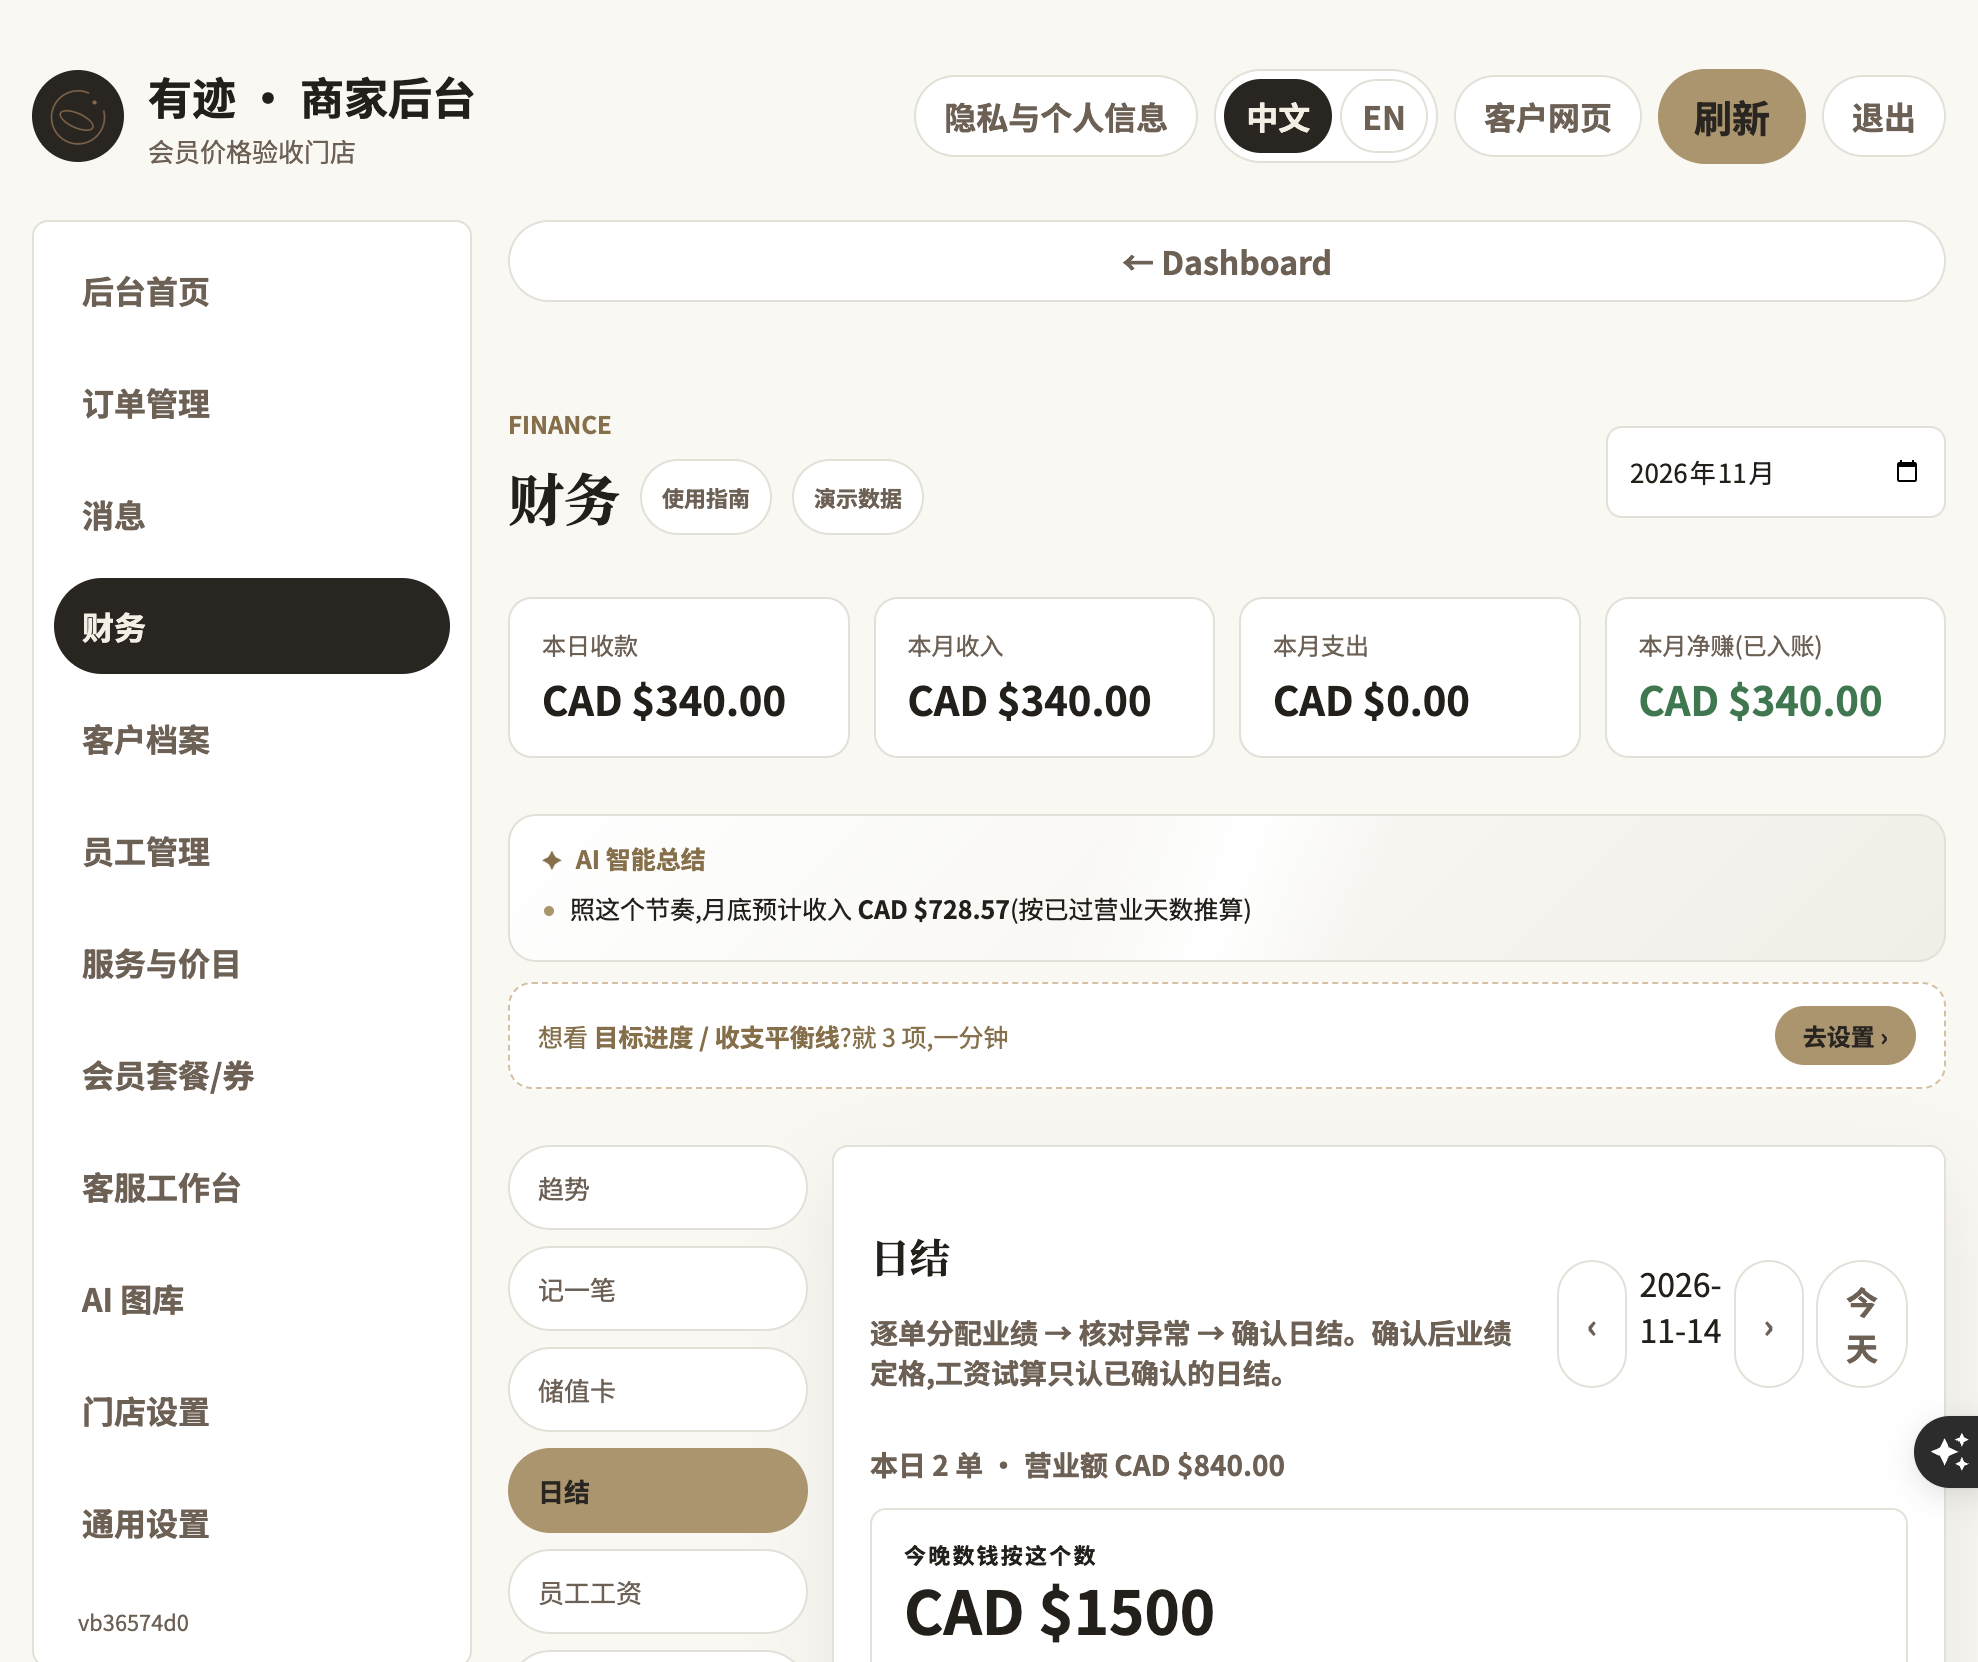 有迹 · 商家后台
会员价格验收门店
隐私与个人信息
中文
EN
客户网页
刷新
退出
后台首页
订单管理
消息
财务
客户档案
员工管理
服务与价目
会员套餐/券
客服工作台
AI 图库
门店设置
通用设置
vb36574d0
← Dashboard
FINANCE
财务
使用指南
演示数据
2026年11月
本日收款
CAD $340.00
本月收入
CAD $340.00
本月支出
CAD $0.00
本月净赚(已入账)
CAD $340.00
✦ AI 智能总结
照这个节奏,月底预计收入 CAD $728.57(按已过营业天数推算)
想看 目标进度 / 收支平衡线?就 3 项,一分钟
去设置 ›
趋势
记一笔
储值卡
日结
员工工资
日结
逐单分配业绩 → 核对异常 → 确认日结。确认后业绩
定格,工资试算只认已确认的日结。
‹
2026-
11-14
›
今
天
本日 2 单 · 营业额 CAD $840.00
今晚数钱按这个数
CAD $1500